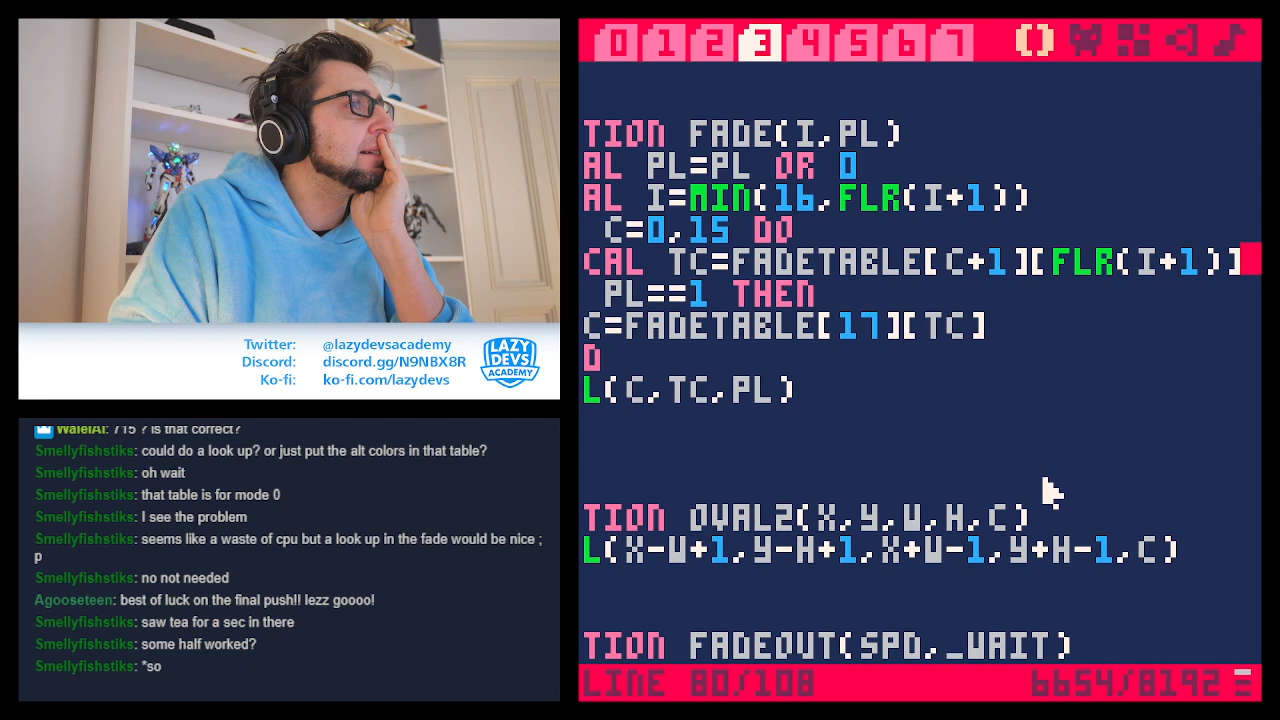 Twitter: @lazydevsacademy
Discord: discord.gg/N9NBX8R
Ko-fi: ko-fi.com/lazydevs
LAZY
DEVS
ACADEMY
WalelAI: 715 ? is that correct?
Smellyfishstiks: could do a look up? or just put the alt colors in that table?
Smellyfishstiks: oh wait
Smellyfishstiks: that table is for mode 0
Smellyfishstiks: I see the problem
Smellyfishstiks: seems like a waste of cpu but a look up in the fade would be nice ;
p
Smellyfishstiks: no not needed
Agooseteen: best of luck on the final push!! lezz goooo!
Smellyfishstiks: saw tea for a sec in there
Smellyfishstiks: some half worked?
Smellyfishstiks: *so
0 1 2 3 4 5 6 7 ()
TION FADE(I,PL)
AL PL=PL OR 0
AL I=MIN(16,FLR(I+1))
C=0,15 DO
CAL TC=FADETABLE[C+1][FLR(I+1)]
PL==1 THEN
C=FADETABLE[17][TC]
D
L(C,TC,PL)
TION OVAL2(X,Y,W,H,C)
L(X-W+1,Y-H+1,X+W-1,Y+H-1,C)
TION FADEOUT(SPD,_WAIT)
LINE 80/108 6654/8192